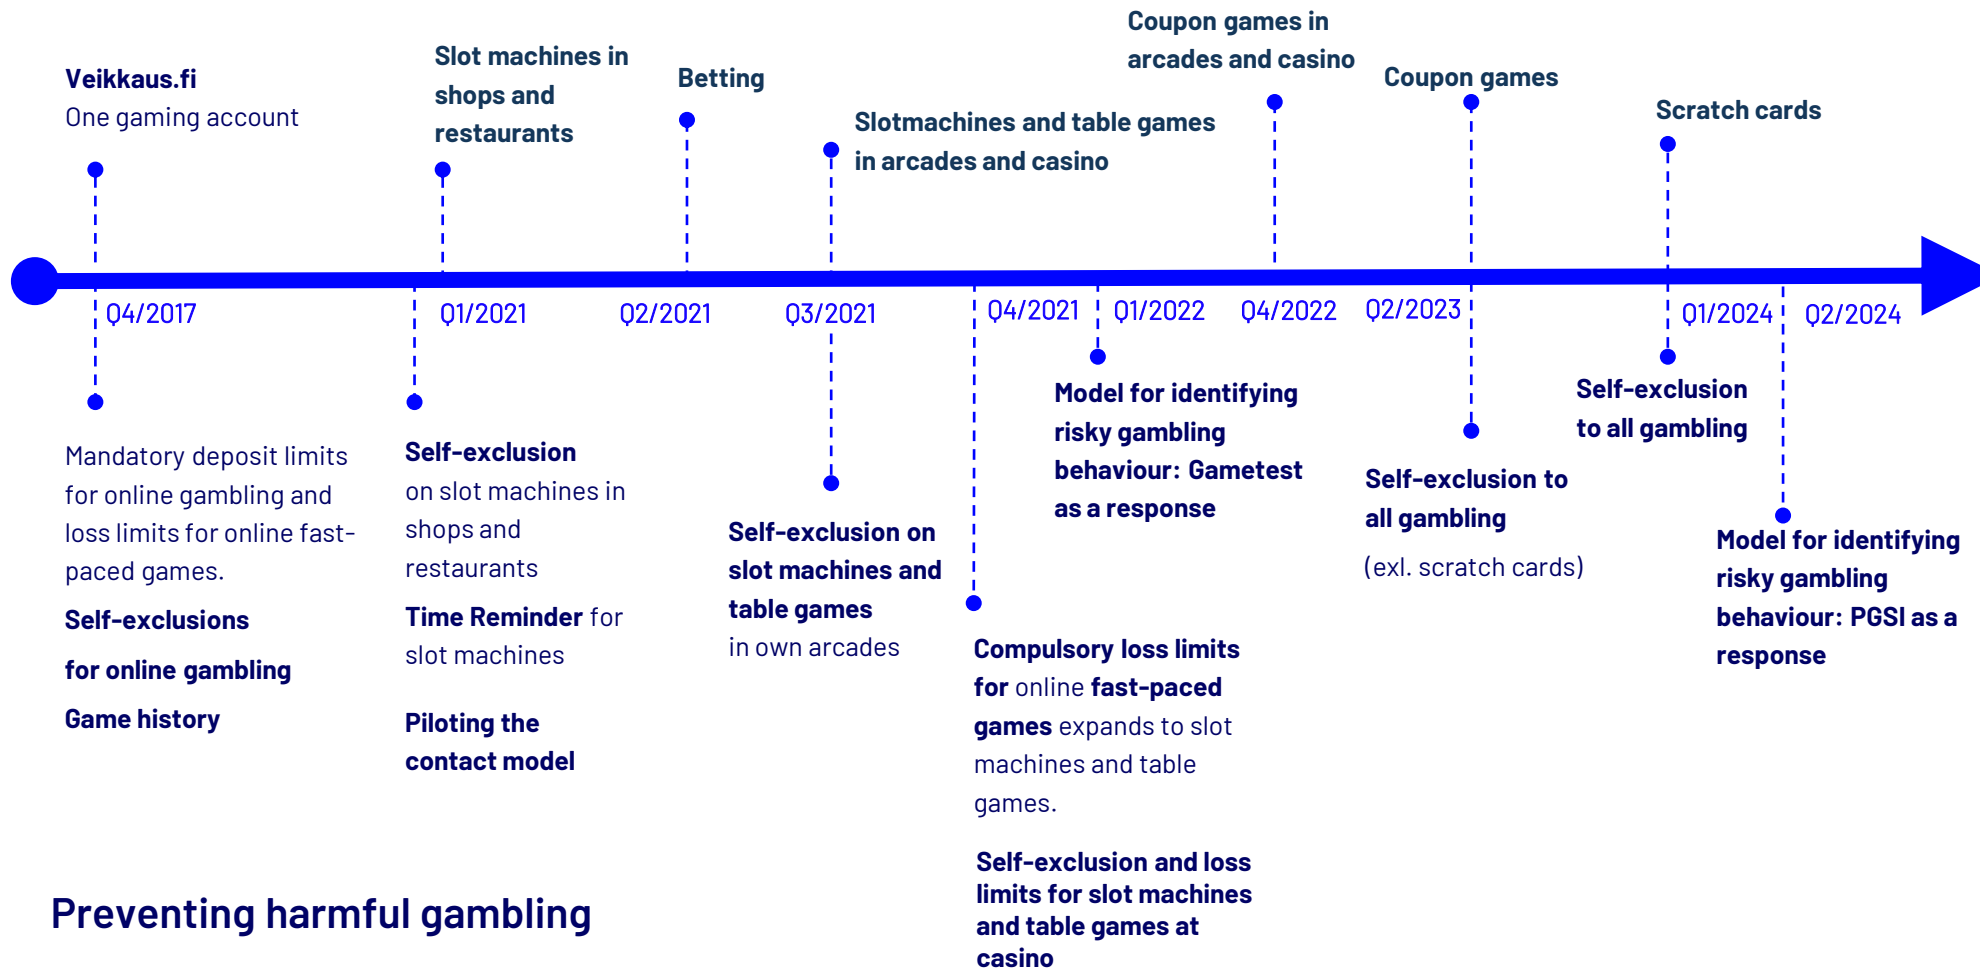 Veikkaus.fi
One gaming account
Slot machines in
shops and
restaurants
Betting
Slotmachines and table games
in arcades and casino
Coupon games in
arcades and casino
Coupon games
Scratch cards
Q4/2017
Q1/2021
Q2/2021
Q3/2021
Q4/2021
Q1/2022
Q4/2022
Q2/2023
Q1/2024
Q2/2024
Mandatory deposit limits
for online gambling and
loss limits for online fast-
paced games.
Self-exclusions
for online gambling
Game history
Self-exclusion
on slot machines in
shops and
restaurants
Time Reminder for
slot machines
Piloting the
contact model
Self-exclusion on
slot machines and
table games
in own arcades
Compulsory loss limits
for online fast-paced
games expands to slot
machines and table
games.
Self-exclusion and loss
limits for slot machines
and table games at
casino
Model for identifying
risky gambling
behaviour: Gametest
as a response
Self-exclusion to
all gambling
(exl. scratch cards)
Self-exclusion
to all gambling
Model for identifying
risky gambling
behaviour: PGSI as a
response
Preventing harmful gambling